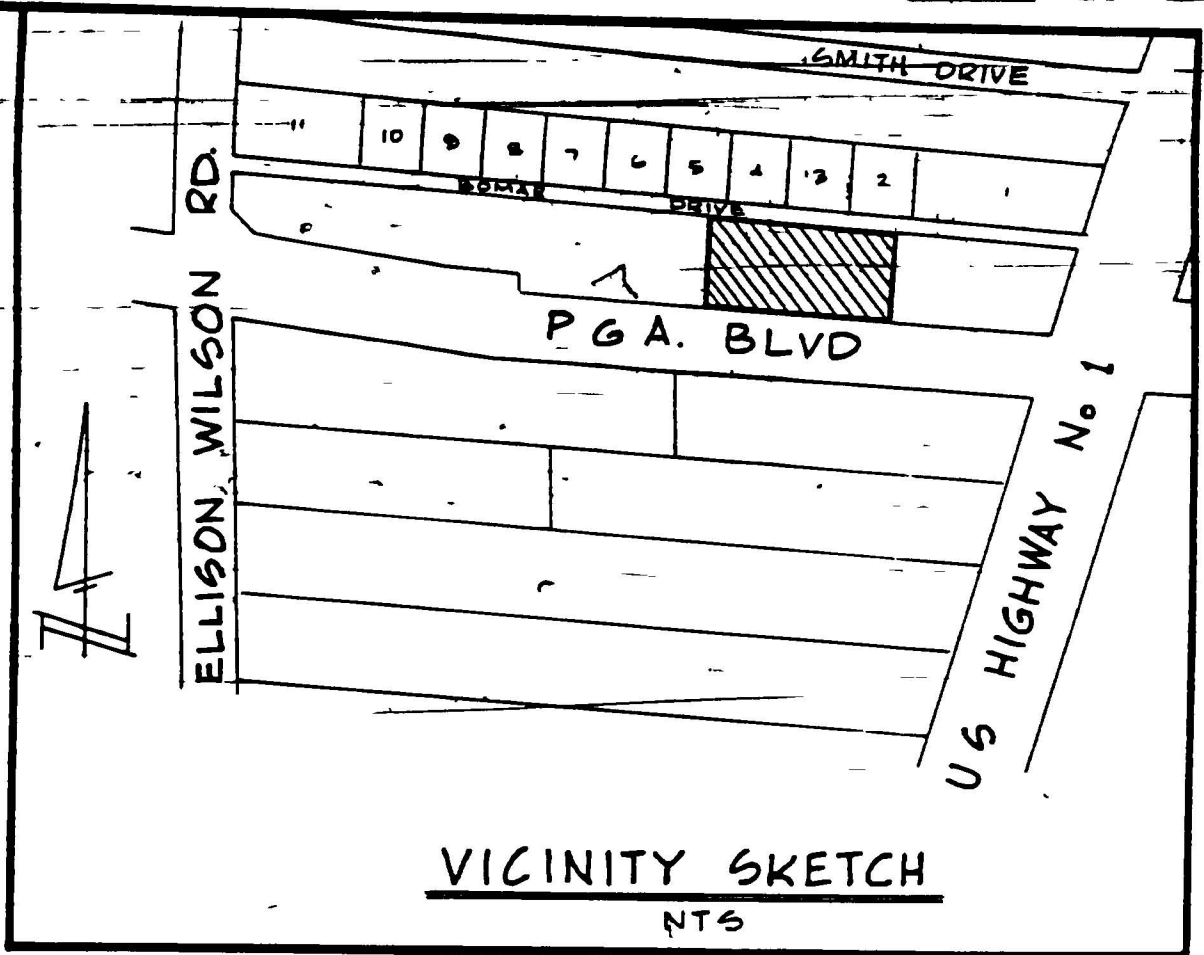 SMITH DRIVE
11 10 9 8 7 6 5 4 3 2 1
BOMAR DRIVE
P G A. BLVD
ELLISON, WILSON RD.
US HIGHWAY No 1
N
VICINITY SKETCH
NTS